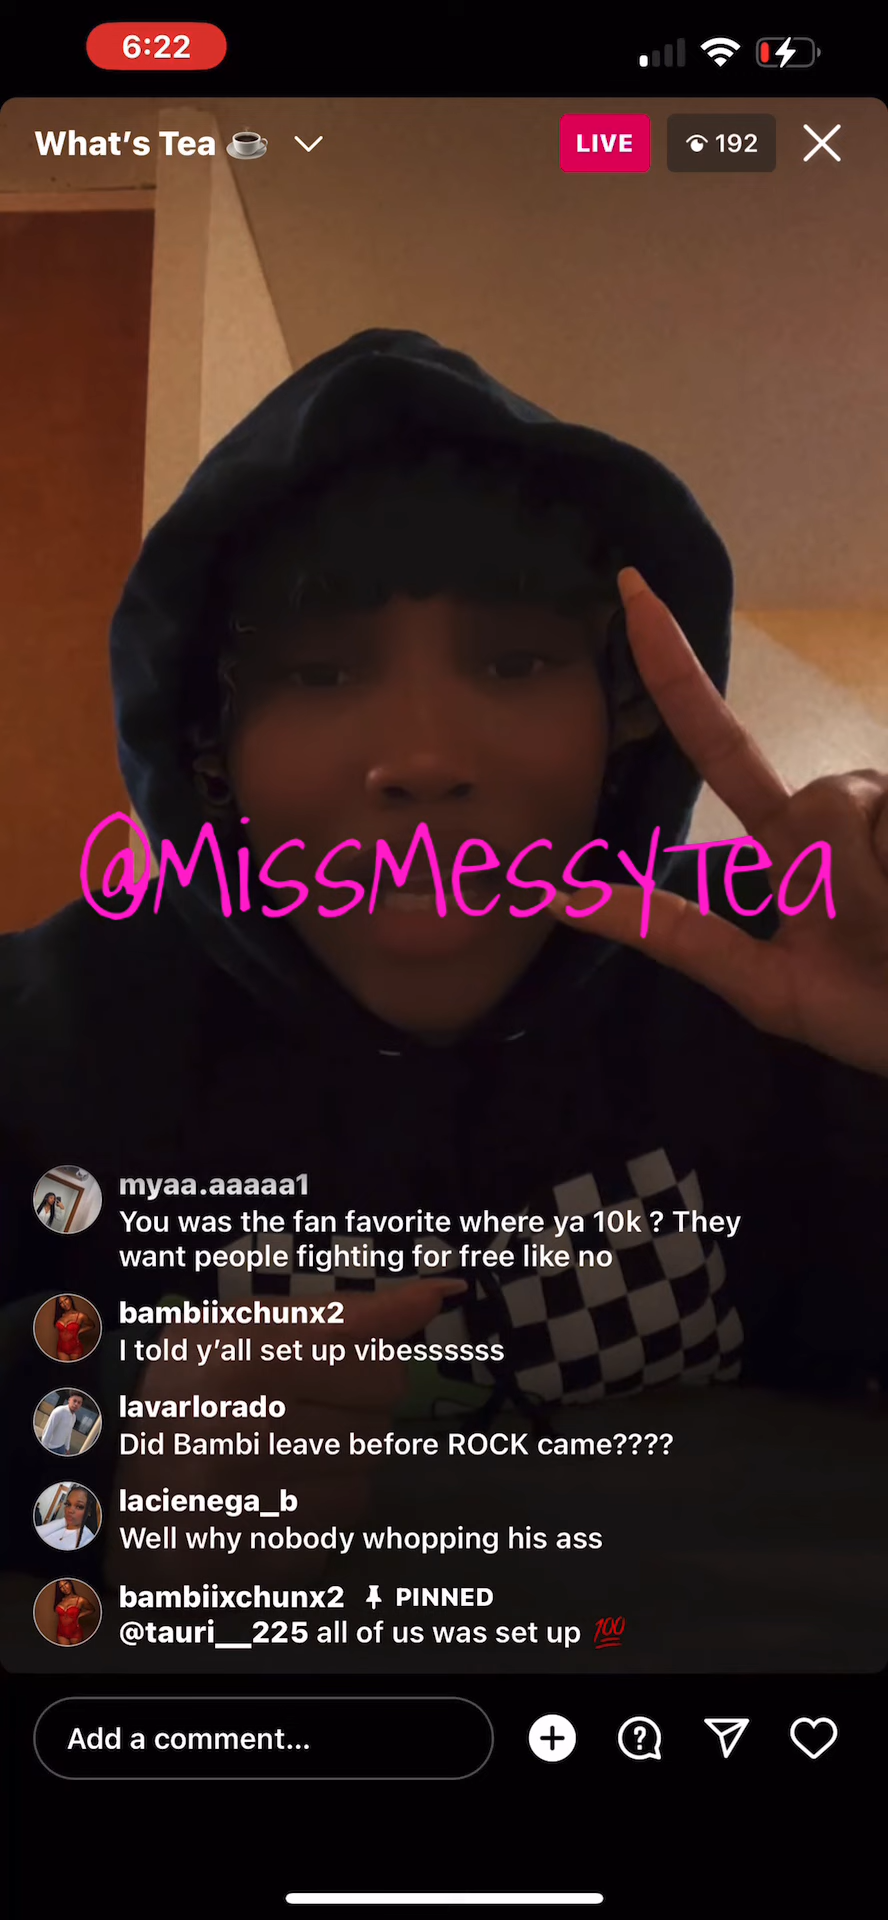 6:22
What's Tea ☕
LIVE
192
@MissMessyTea
myaa.aaaaa1
You was the fan favorite where ya 10k ? They
want people fighting for free like no
bambiixchunx2
I told y'all set up vibessssss
lavarlorado
Did Bambi leave before ROCK came????
lacienega_b
Well why nobody whopping his ass
bambiixchunx2 PINNED
@tauri__225 all of us was set up 💯
Add a comment...